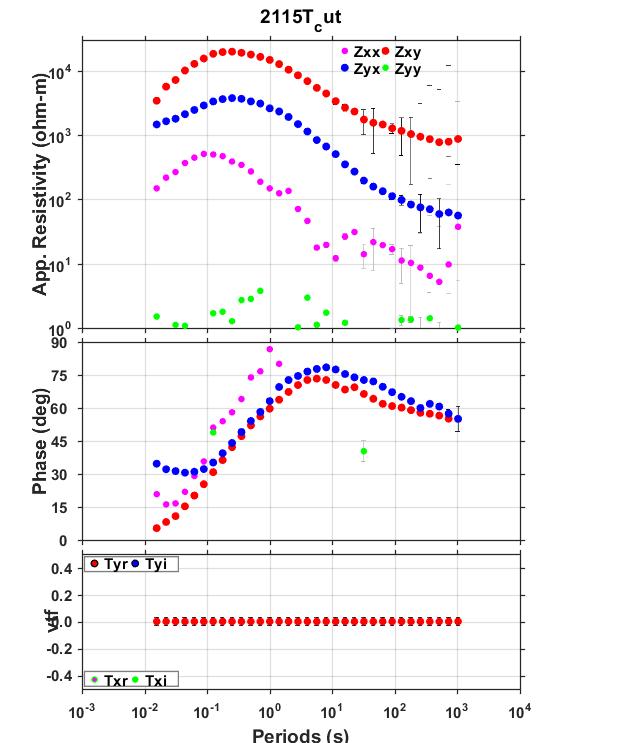 2115Tcut
Zxx Zxy
Zyx Zyy
App. Resistivity (ohm-m)
10^4
10^3
10^2
10^1
10^0
Phase (deg)
90
75
60
45
30
15
0
Tyr Tyi
vtf
0.4
0.2
0.0
-0.2
-0.4
Txr Txi
10^-3 10^-2 10^-1 10^0 10^1 10^2 10^3 10^4
Periods (s)